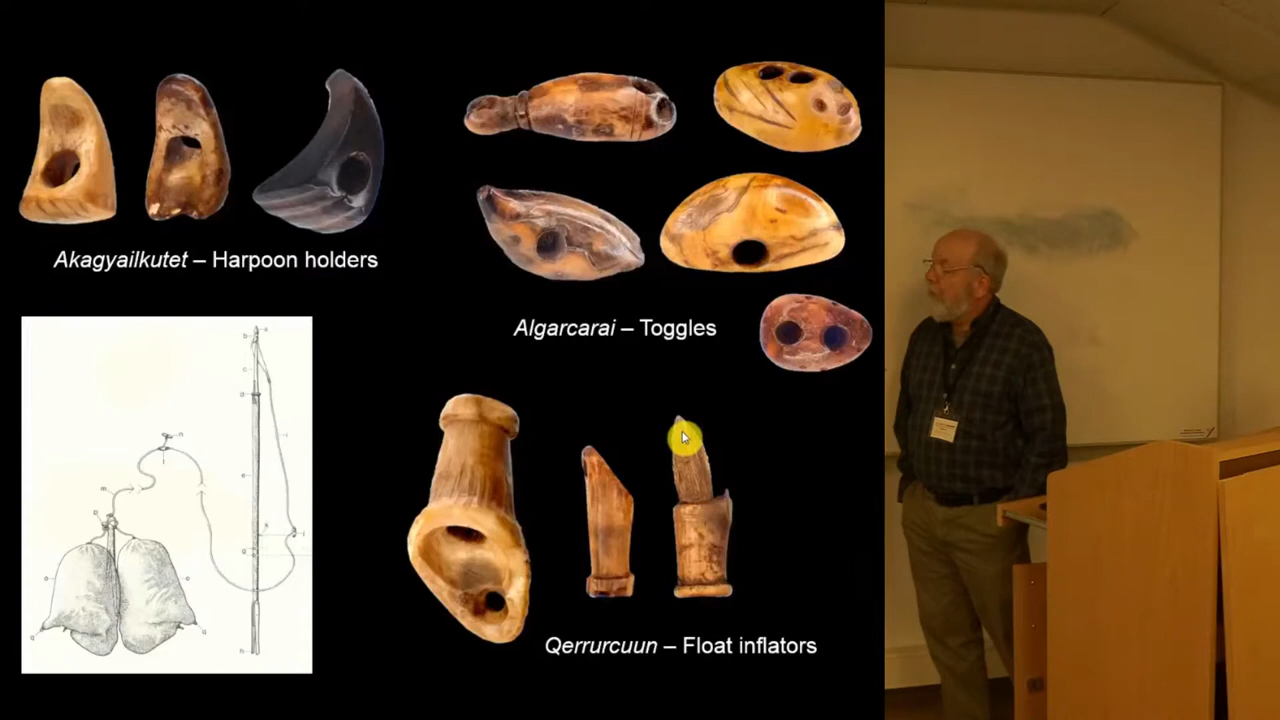 Akagyailkutet – Harpoon holders
Algarcarai – Toggles
Qerrurcuun – Float inflators